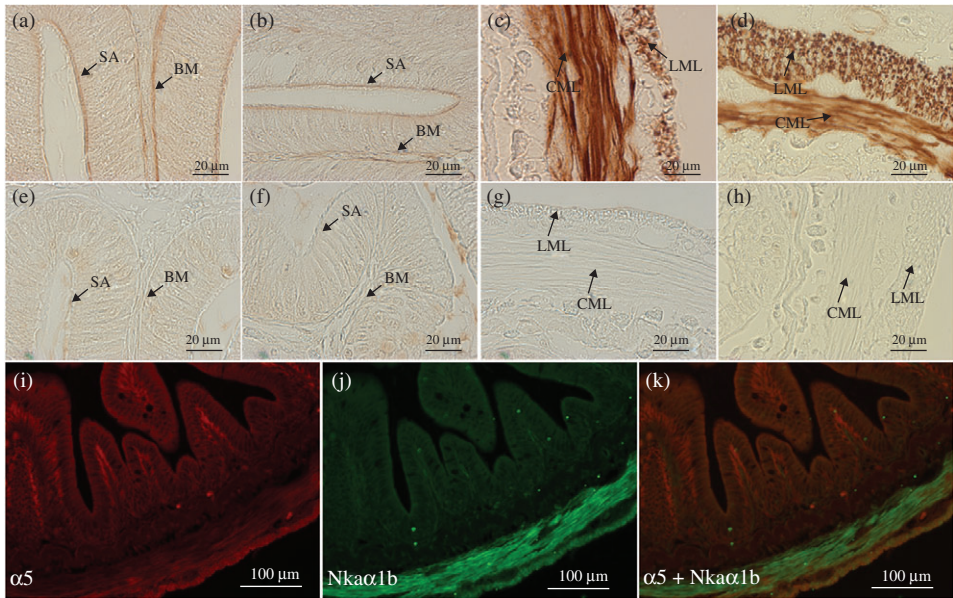 (a)
SA
BM
20 µm
(b)
SA
BM
20 µm
(c)
LML
CML
20 µm
(d)
LML
CML
20 µm
(e)
SA
BM
20 µm
(f)
SA
BM
20 µm
(g)
LML
CML
20 µm
(h)
CML
LML
20 µm
(i)
α5
100 µm
(j)
Nkaα1b
100 µm
(k)
α5 + Nkaα1b
100 µm